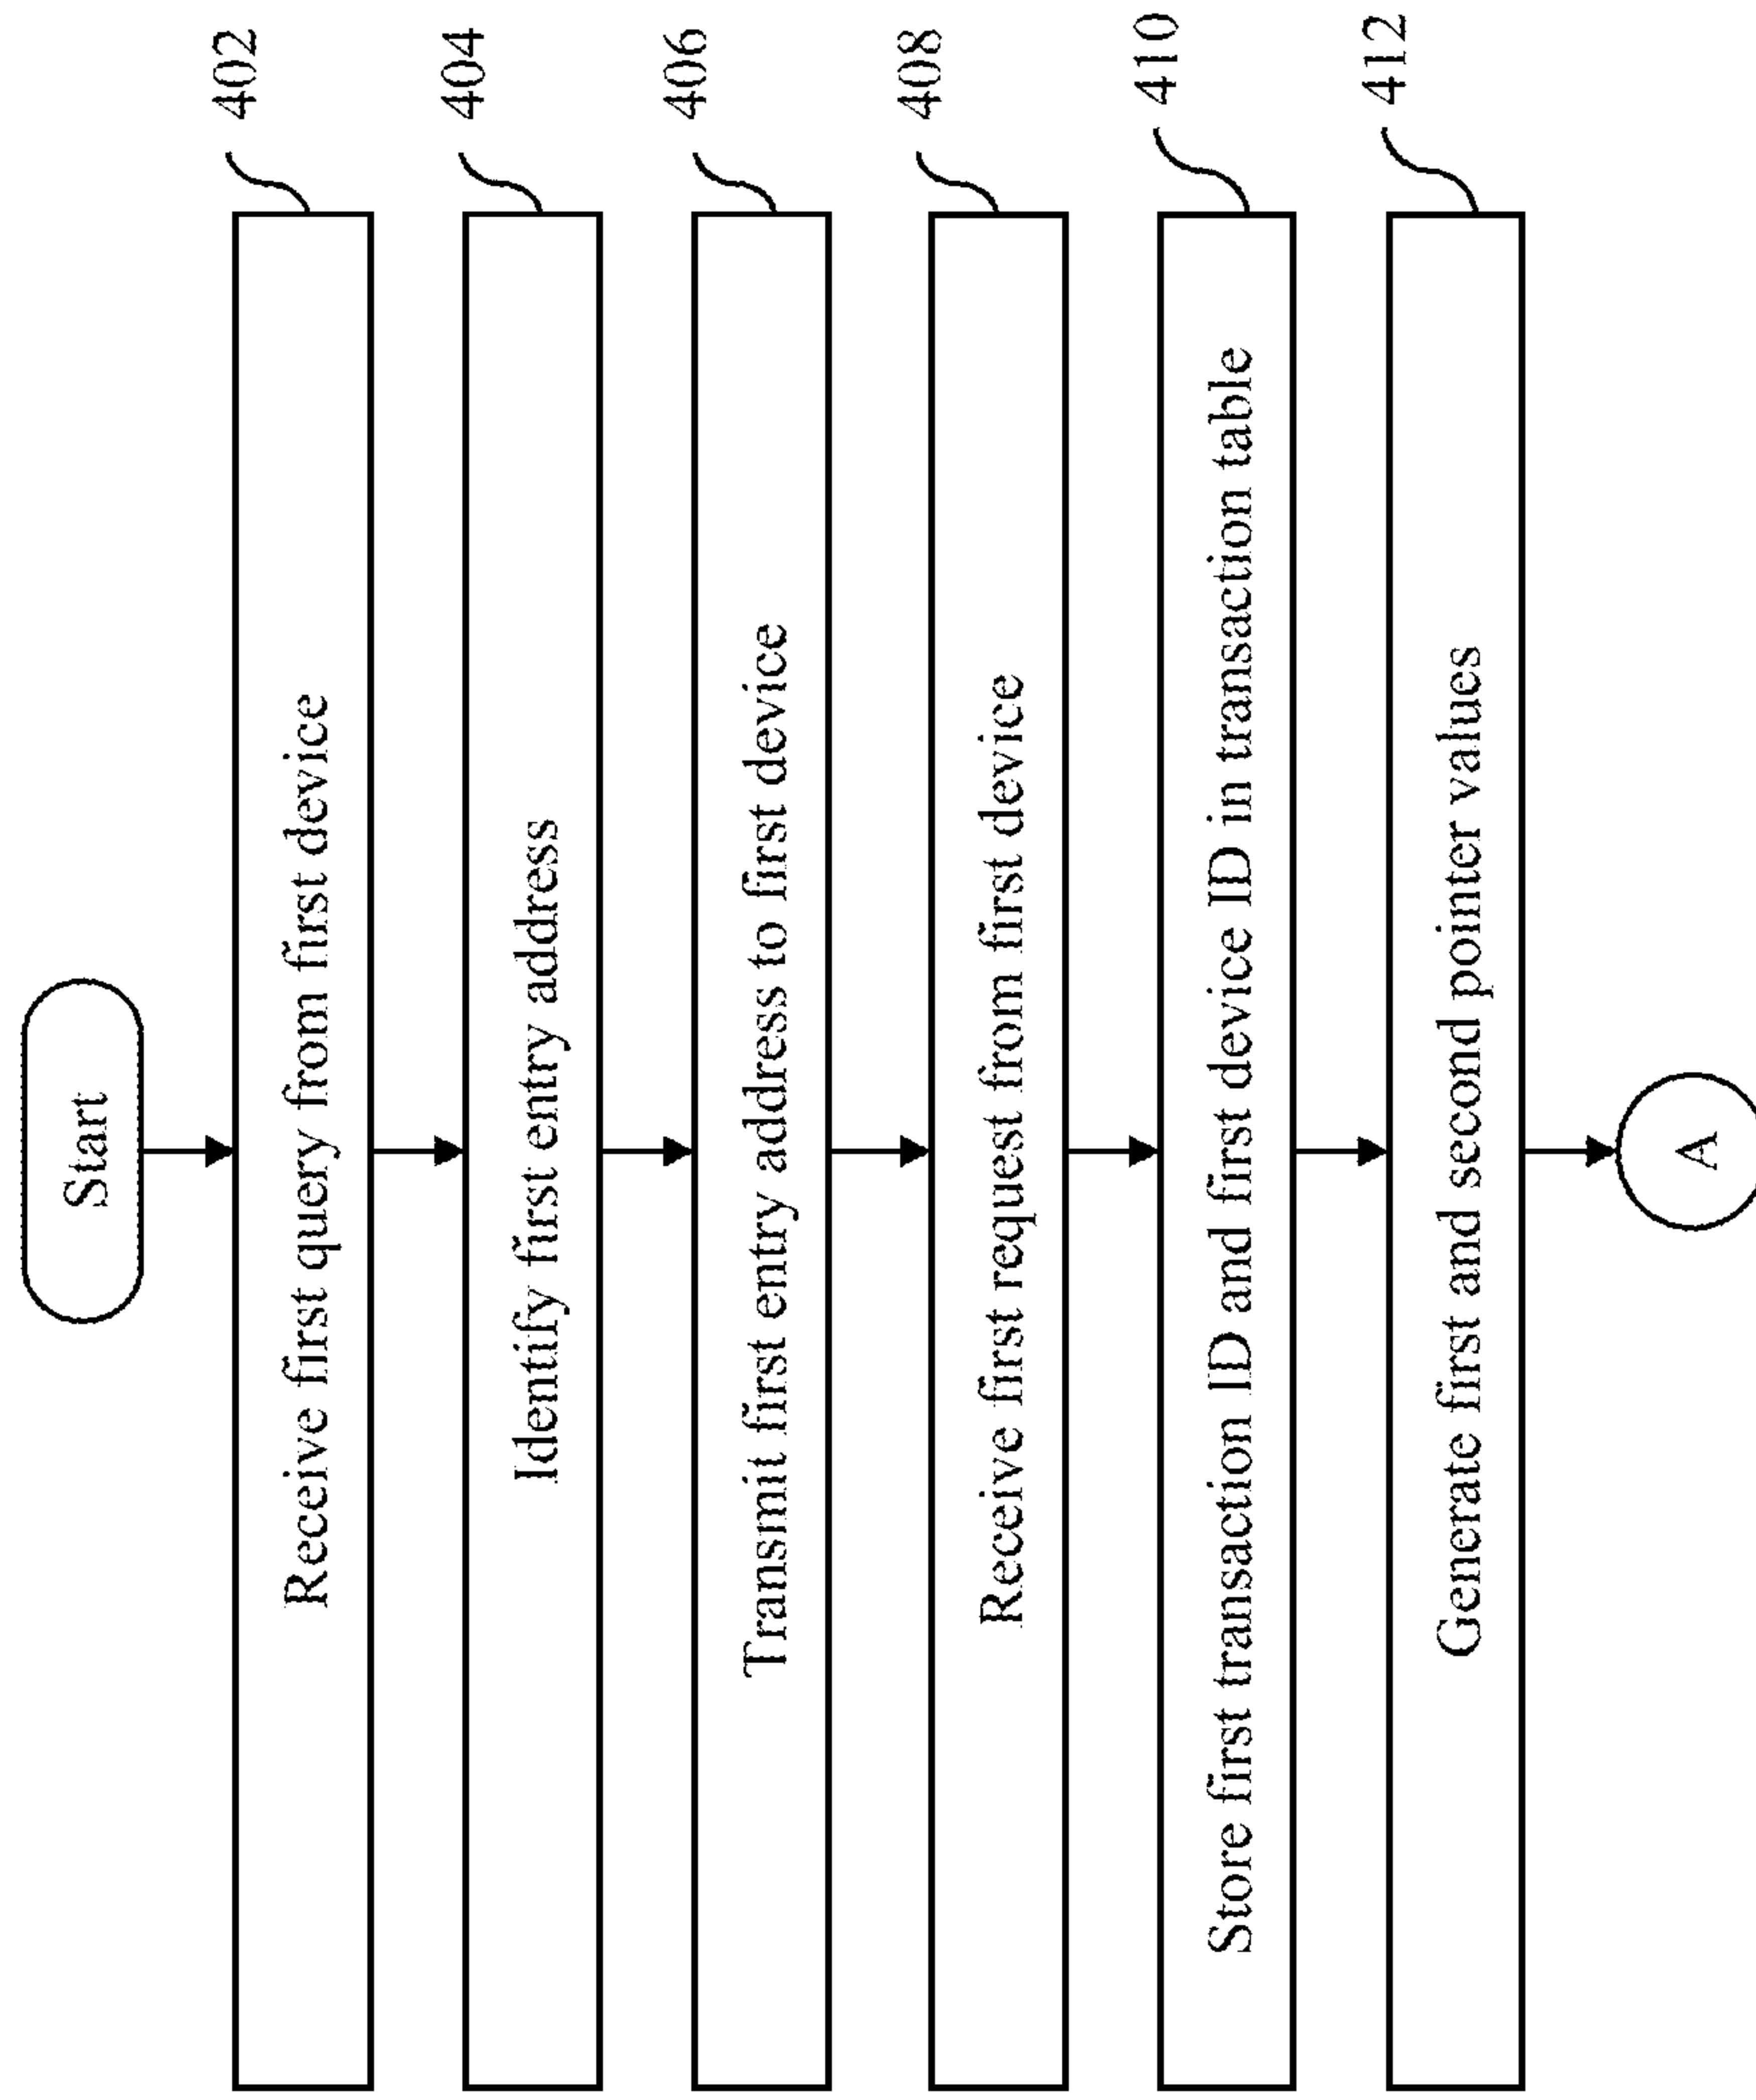 Start
Receive first query from first device
402
Identify first entry address
404
Transmit first entry address to first device
406
Receive first request from first device
408
Store first transaction ID and first device ID in transaction table
410
Generate first and second pointer values
412
A